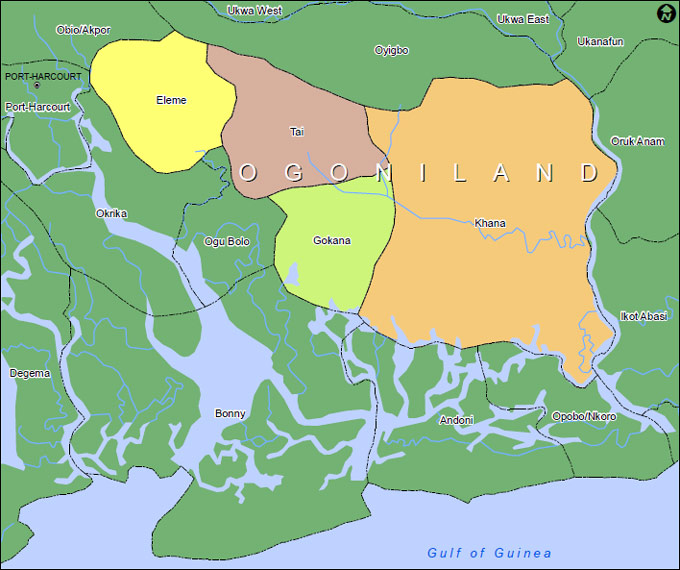 Ukwa West
Ukwa East
N
Obio/Akpor
Ukanafun
Oyigbo
PORT-HARCOURT
Port-Harcourt
Eleme
Tai
Oruk Anam
OGONILAND
Okrika
Khana
Ogu Bolo
Gokana
Ikot Abasi
Degema
Bonny
Andoni
Opobo/Nkoro
Gulf of Guinea